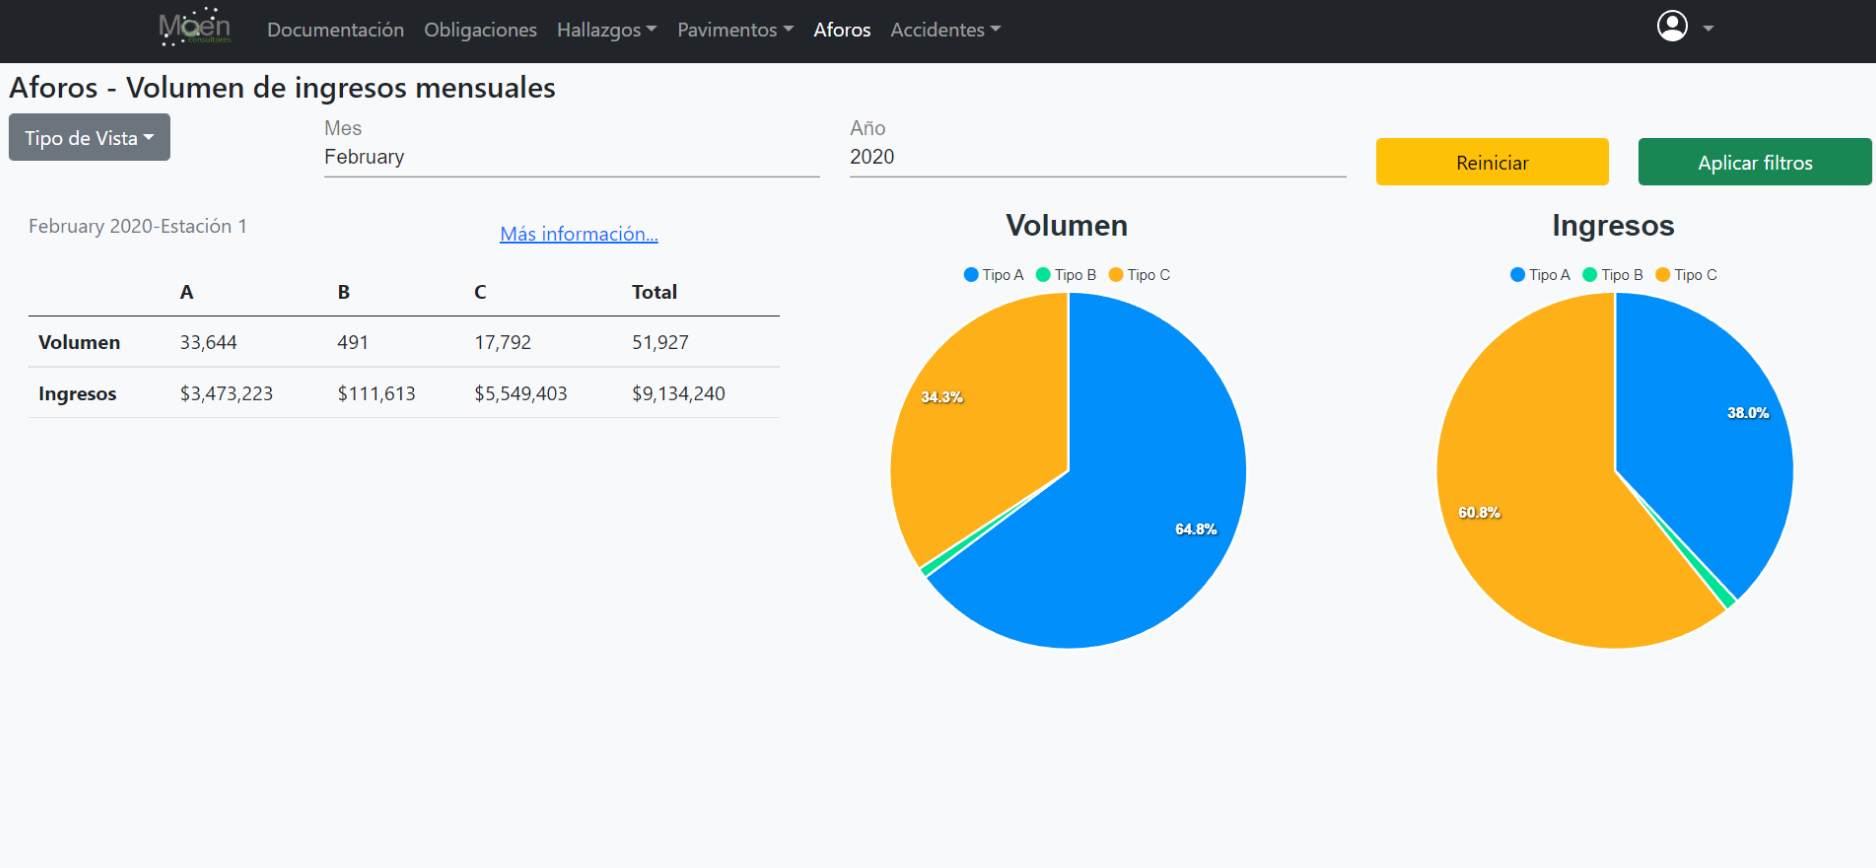 Maen
consultores
Documentación Obligaciones Hallazgos Pavimentos Aforos Accidentes
Aforos - Volumen de ingresos mensuales
Tipo de Vista
Mes
February
Año
2020
Reiniciar
Aplicar filtros
February 2020-Estación 1
Más información...
A B C Total
Volumen 33,644 491 17,792 51,927
Ingresos $3,473,223 $111,613 $5,549,403 $9,134,240
Volumen
Tipo A Tipo B Tipo C
34.3%
64.8%
Ingresos
Tipo A Tipo B Tipo C
38.0%
60.8%